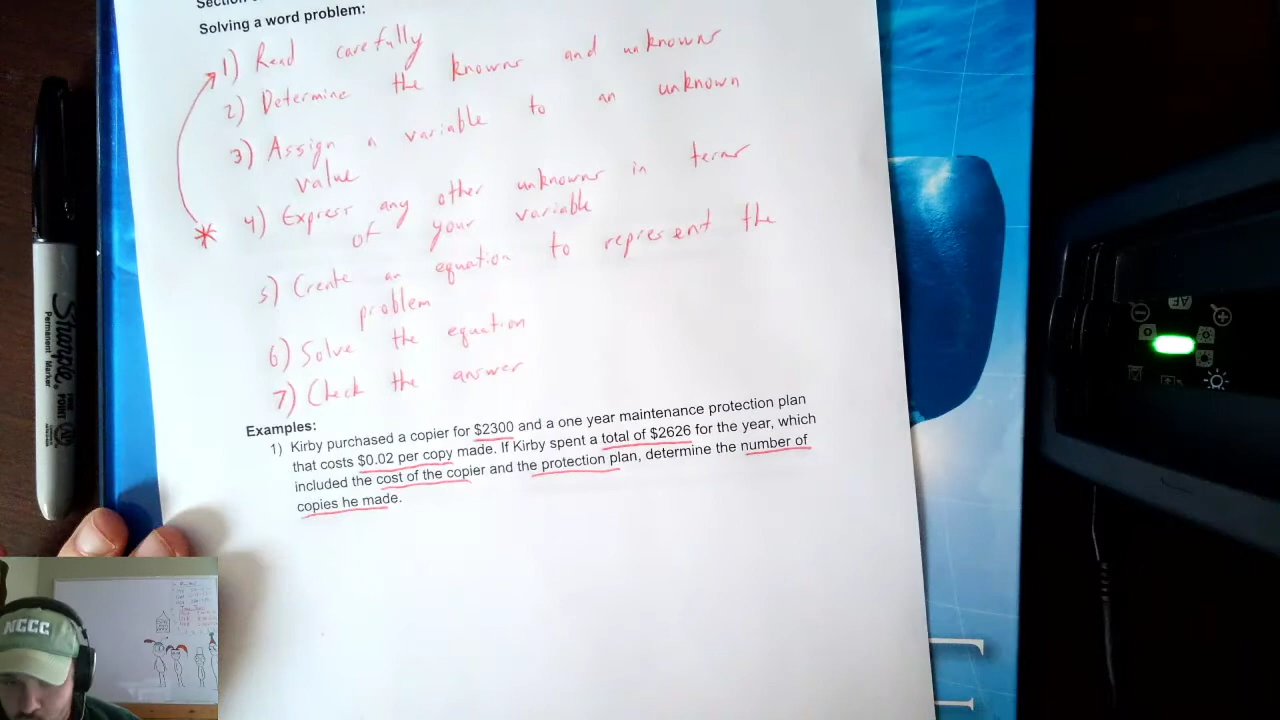 Solving a word problem:
1) Read carefully
2) Determine the knowns and unknowns
3) Assign a variable to an unknown
value
* 4) Express any other unknowns in terms
of your variable
5) Create an equation to represent the
problem
6) Solve the equation
7) Check the answer
Examples:
1) Kirby purchased a copier for $2300 and a one year maintenance protection plan
that costs $0.02 per copy made. If Kirby spent a total of $2626 for the year, which
included the cost of the copier and the protection plan, determine the number of
copies he made.
Sharpie
Permanent Marker
AF
NCCC